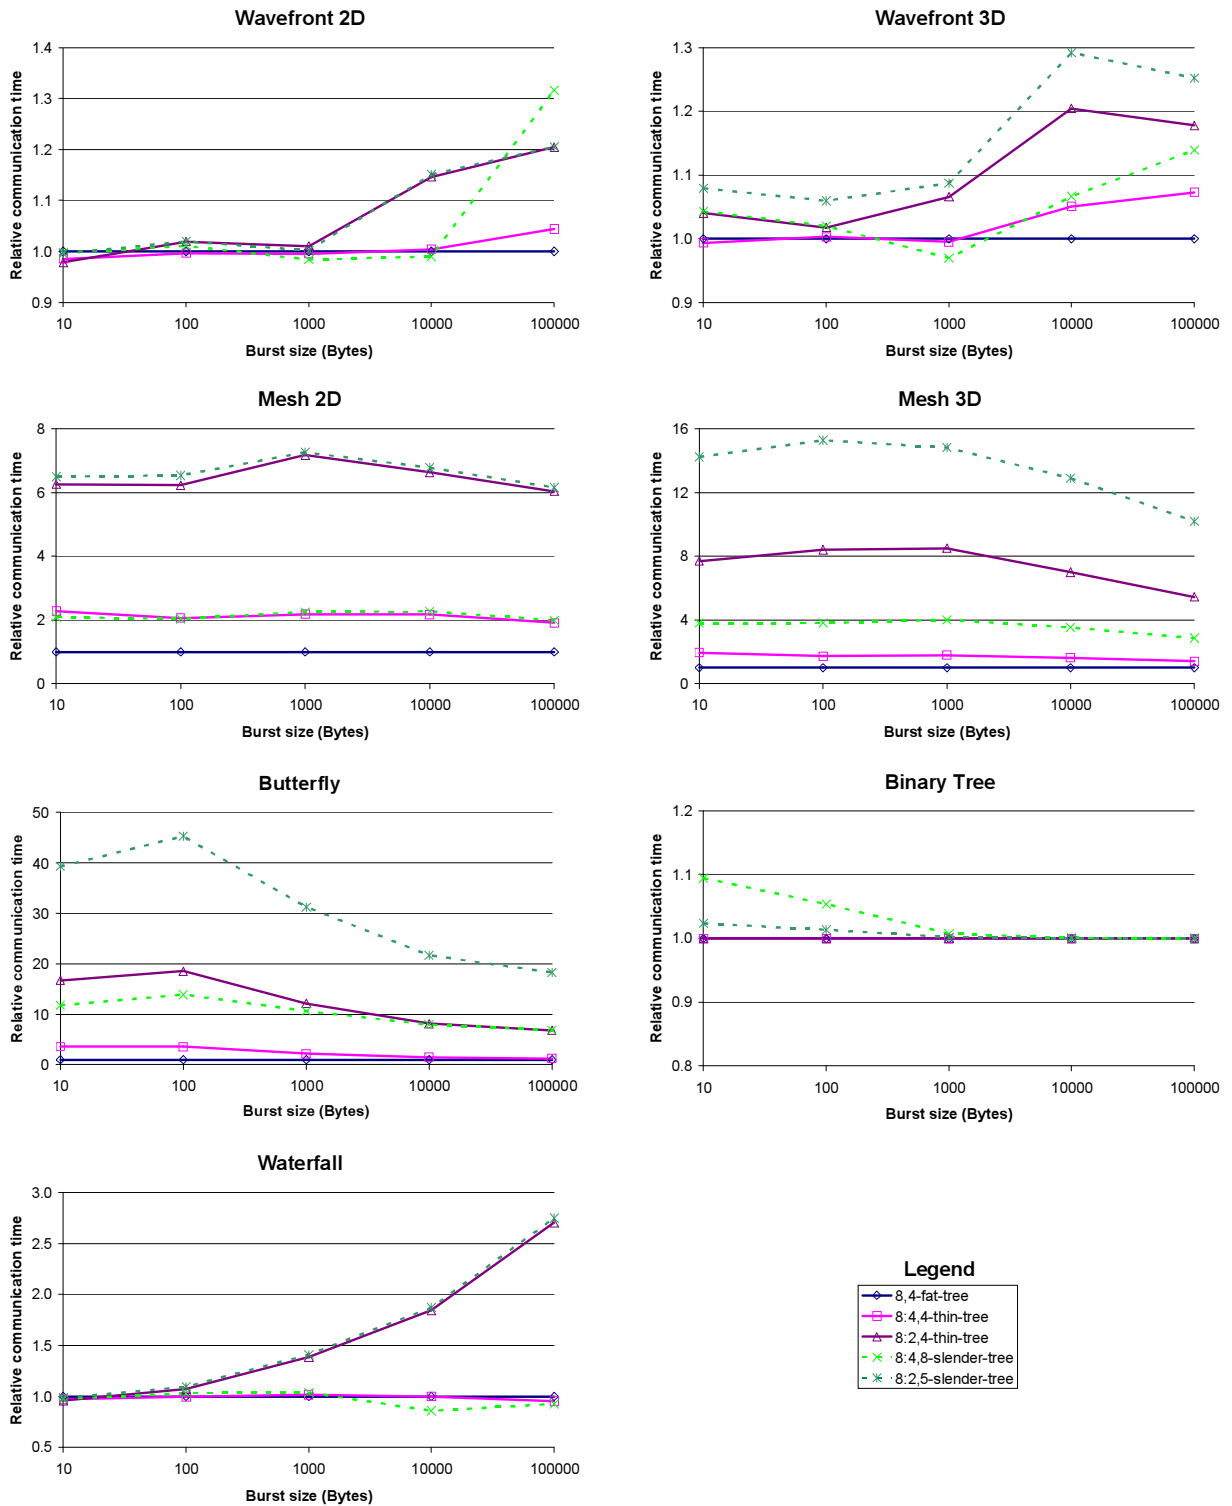 Wavefront 2D
Relative communication time
1.4
1.3
1.2
1.1
1.0
0.9
10 100 1000 10000 100000
Burst size (Bytes)
Wavefront 3D
Relative communication time
1.3
1.2
1.1
1.0
0.9
10 100 1000 10000 100000
Burst size (Bytes)
Mesh 2D
Relative communication time
8
6
4
2
0
10 100 1000 10000 100000
Burst size (Bytes)
Mesh 3D
Relative communication time
16
12
8
4
0
10 100 1000 10000 100000
Burst size (Bytes)
Butterfly
Relative communication time
50
40
30
20
10
0
10 100 1000 10000 100000
Burst size (Bytes)
Binary Tree
Relative communication time
1.2
1.1
1.0
0.9
0.8
10 100 1000 10000 100000
Burst size (Bytes)
Waterfall
Relative communication time
3.0
2.5
2.0
1.5
1.0
0.5
10 100 1000 10000 100000
Burst size (Bytes)
Legend
8,4-fat-tree
8:4,4-thin-tree
8:2,4-thin-tree
8:4,8-slender-tree
8:2,5-slender-tree